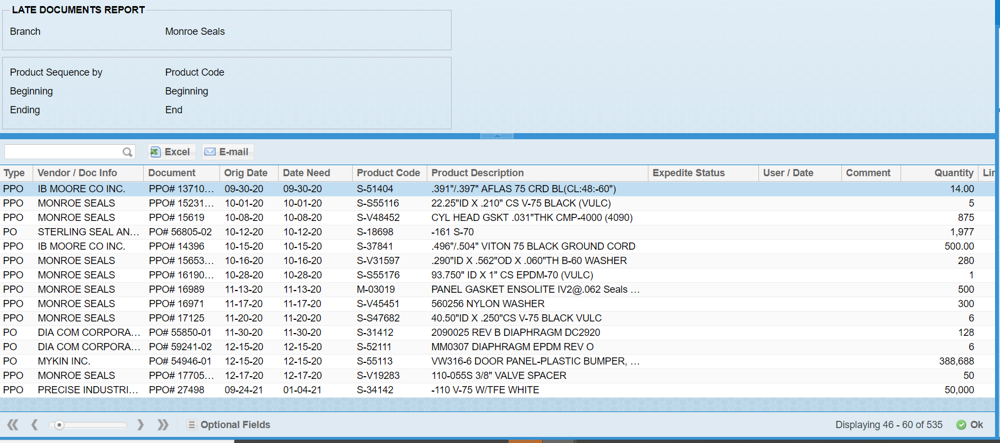 LATE DOCUMENTS REPORT
Branch Monroe Seals
Product Sequence by Product Code
Beginning Beginning
Ending End
Excel E-mail
Type Vendor / Doc Info Document Orig Date Date Need Product Code Product Description Expedite Status User / Date Comment Quantity Lir
PPO IB MOORE CO INC. PPO# 13710... 09-30-20 09-30-20 S-51404 .391"/.397" AFLAS 75 CRD BL(CL:48:-60") 14.00
PPO MONROE SEALS PPO# 15231... 10-01-20 10-01-20 S-S55116 22.25"ID X .210" CS V-75 BLACK (VULC) 5
PPO MONROE SEALS PPO# 15619 10-08-20 10-08-20 S-V48452 CYL HEAD GSKT .031"THK CMP-4000 (4090) 875
PO STERLING SEAL AN... PO# 56805-02 10-12-20 10-12-20 S-18698 -161 S-70 1,977
PPO IB MOORE CO INC. PPO# 14396 10-15-20 10-15-20 S-37841 .496"/.504" VITON 75 BLACK GROUND CORD 500.00
PPO MONROE SEALS PPO# 15653... 10-16-20 10-16-20 S-V31597 .290"ID X .562"OD X .060"TH B-60 WASHER 280
PPO MONROE SEALS PPO# 16190... 10-28-20 10-28-20 S-S55176 93.750" ID X 1" CS EPDM-70 (VULC) 1
PPO MONROE SEALS PPO# 16989 11-13-20 11-13-20 M-03019 PANEL GASKET ENSOLITE IV2@.062 Seals ... 500
PPO MONROE SEALS PPO# 16971 11-17-20 11-17-20 S-V45451 560256 NYLON WASHER 300
PPO MONROE SEALS PPO# 17125 11-20-20 11-20-20 S-S47682 40.50"ID X .250"CS V-75 BLACK VULC 6
PO DIA COM CORPORA... PO# 55850-01 11-30-20 11-30-20 S-31412 2090025 REV B DIAPHRAGM DC2920 128
PO DIA COM CORPORA... PO# 59241-02 12-15-20 12-15-20 S-52111 MM0307 DIAPHRAGM EPDM REV O 6
PO MYKIN INC. PO# 54946-01 12-15-20 12-15-20 S-55113 VW316-6 DOOR PANEL-PLASTIC BUMPER, ... 388,688
PPO MONROE SEALS PPO# 17705... 12-17-20 12-17-20 S-V19283 110-055S 3/8" VALVE SPACER 50
PPO PRECISE INDUSTRI... PPO# 27498 09-24-21 01-04-21 S-34142 -110 V-75 W/TFE WHITE 50,000
Optional Fields Displaying 46 - 60 of 535 Ok